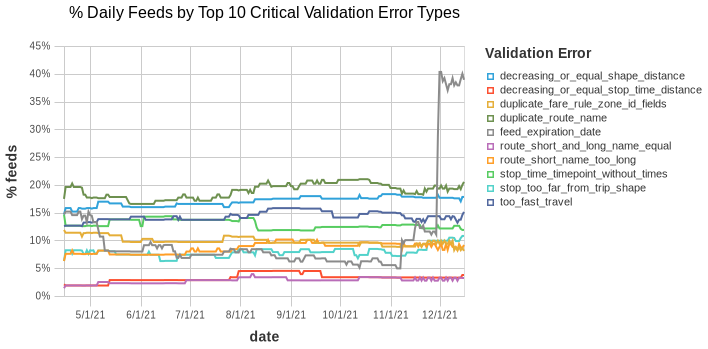 % Daily Feeds by Top 10 Critical Validation Error Types
45%
40%
35%
30%
25%
20%
15%
10%
5%
0%
% feeds
5/1/21 6/1/21 7/1/21 8/1/21 9/1/21 10/1/21 11/1/21 12/1/21
date
Validation Error
decreasing_or_equal_shape_distance
decreasing_or_equal_stop_time_distance
duplicate_fare_rule_zone_id_fields
duplicate_route_name
feed_expiration_date
route_short_and_long_name_equal
route_short_name_too_long
stop_time_timepoint_without_times
stop_too_far_from_trip_shape
too_fast_travel